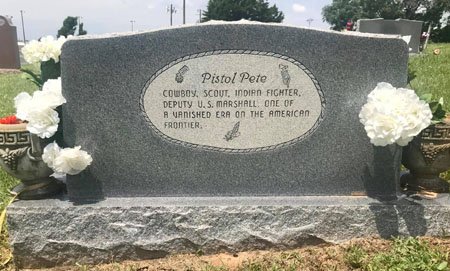 Pistol Pete
COWBOY, SCOUT, INDIAN FIGHTER,
DEPUTY U.S. MARSHALL. ONE OF
A VANISHED ERA ON THE AMERICAN
FRONTIER.